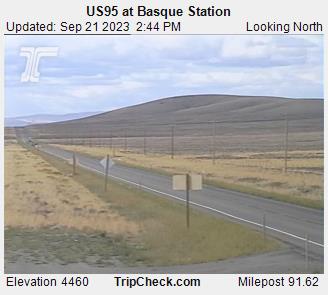 US95 at Basque Station
Updated: Sep 21 2023 2:44 PM Looking North
Elevation 4460 TripCheck.com Milepost 91.62